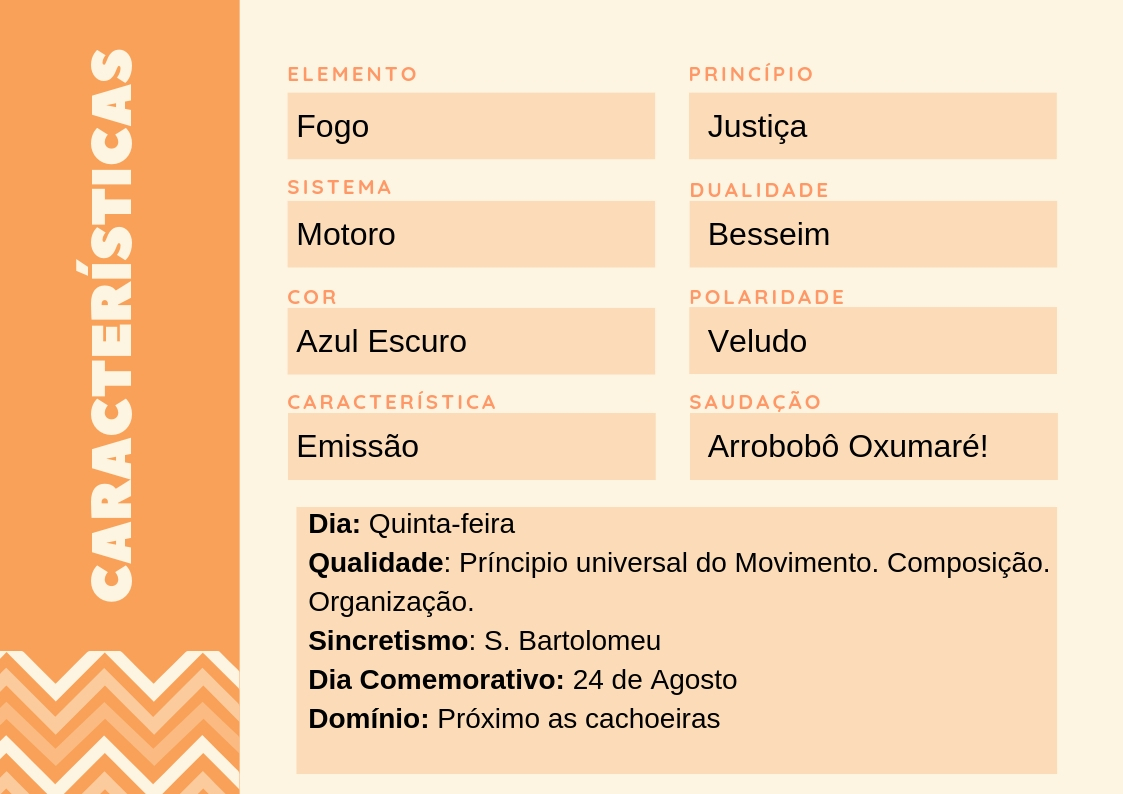 CARACTERÍSTICAS
ELEMENTO
Fogo
PRINCÍPIO
Justiça
SISTEMA
Motoro
DUALIDADE
Besseim
COR
Azul Escuro
POLARIDADE
Veludo
CARACTERÍSTICA
Emissão
SAUDAÇÃO
Arrobobô Oxumaré!
Dia: Quinta-feira
Qualidade: Príncipio universal do Movimento. Composição.
Organização.
Sincretismo: S. Bartolomeu
Dia Comemorativo: 24 de Agosto
Domínio: Próximo as cachoeiras